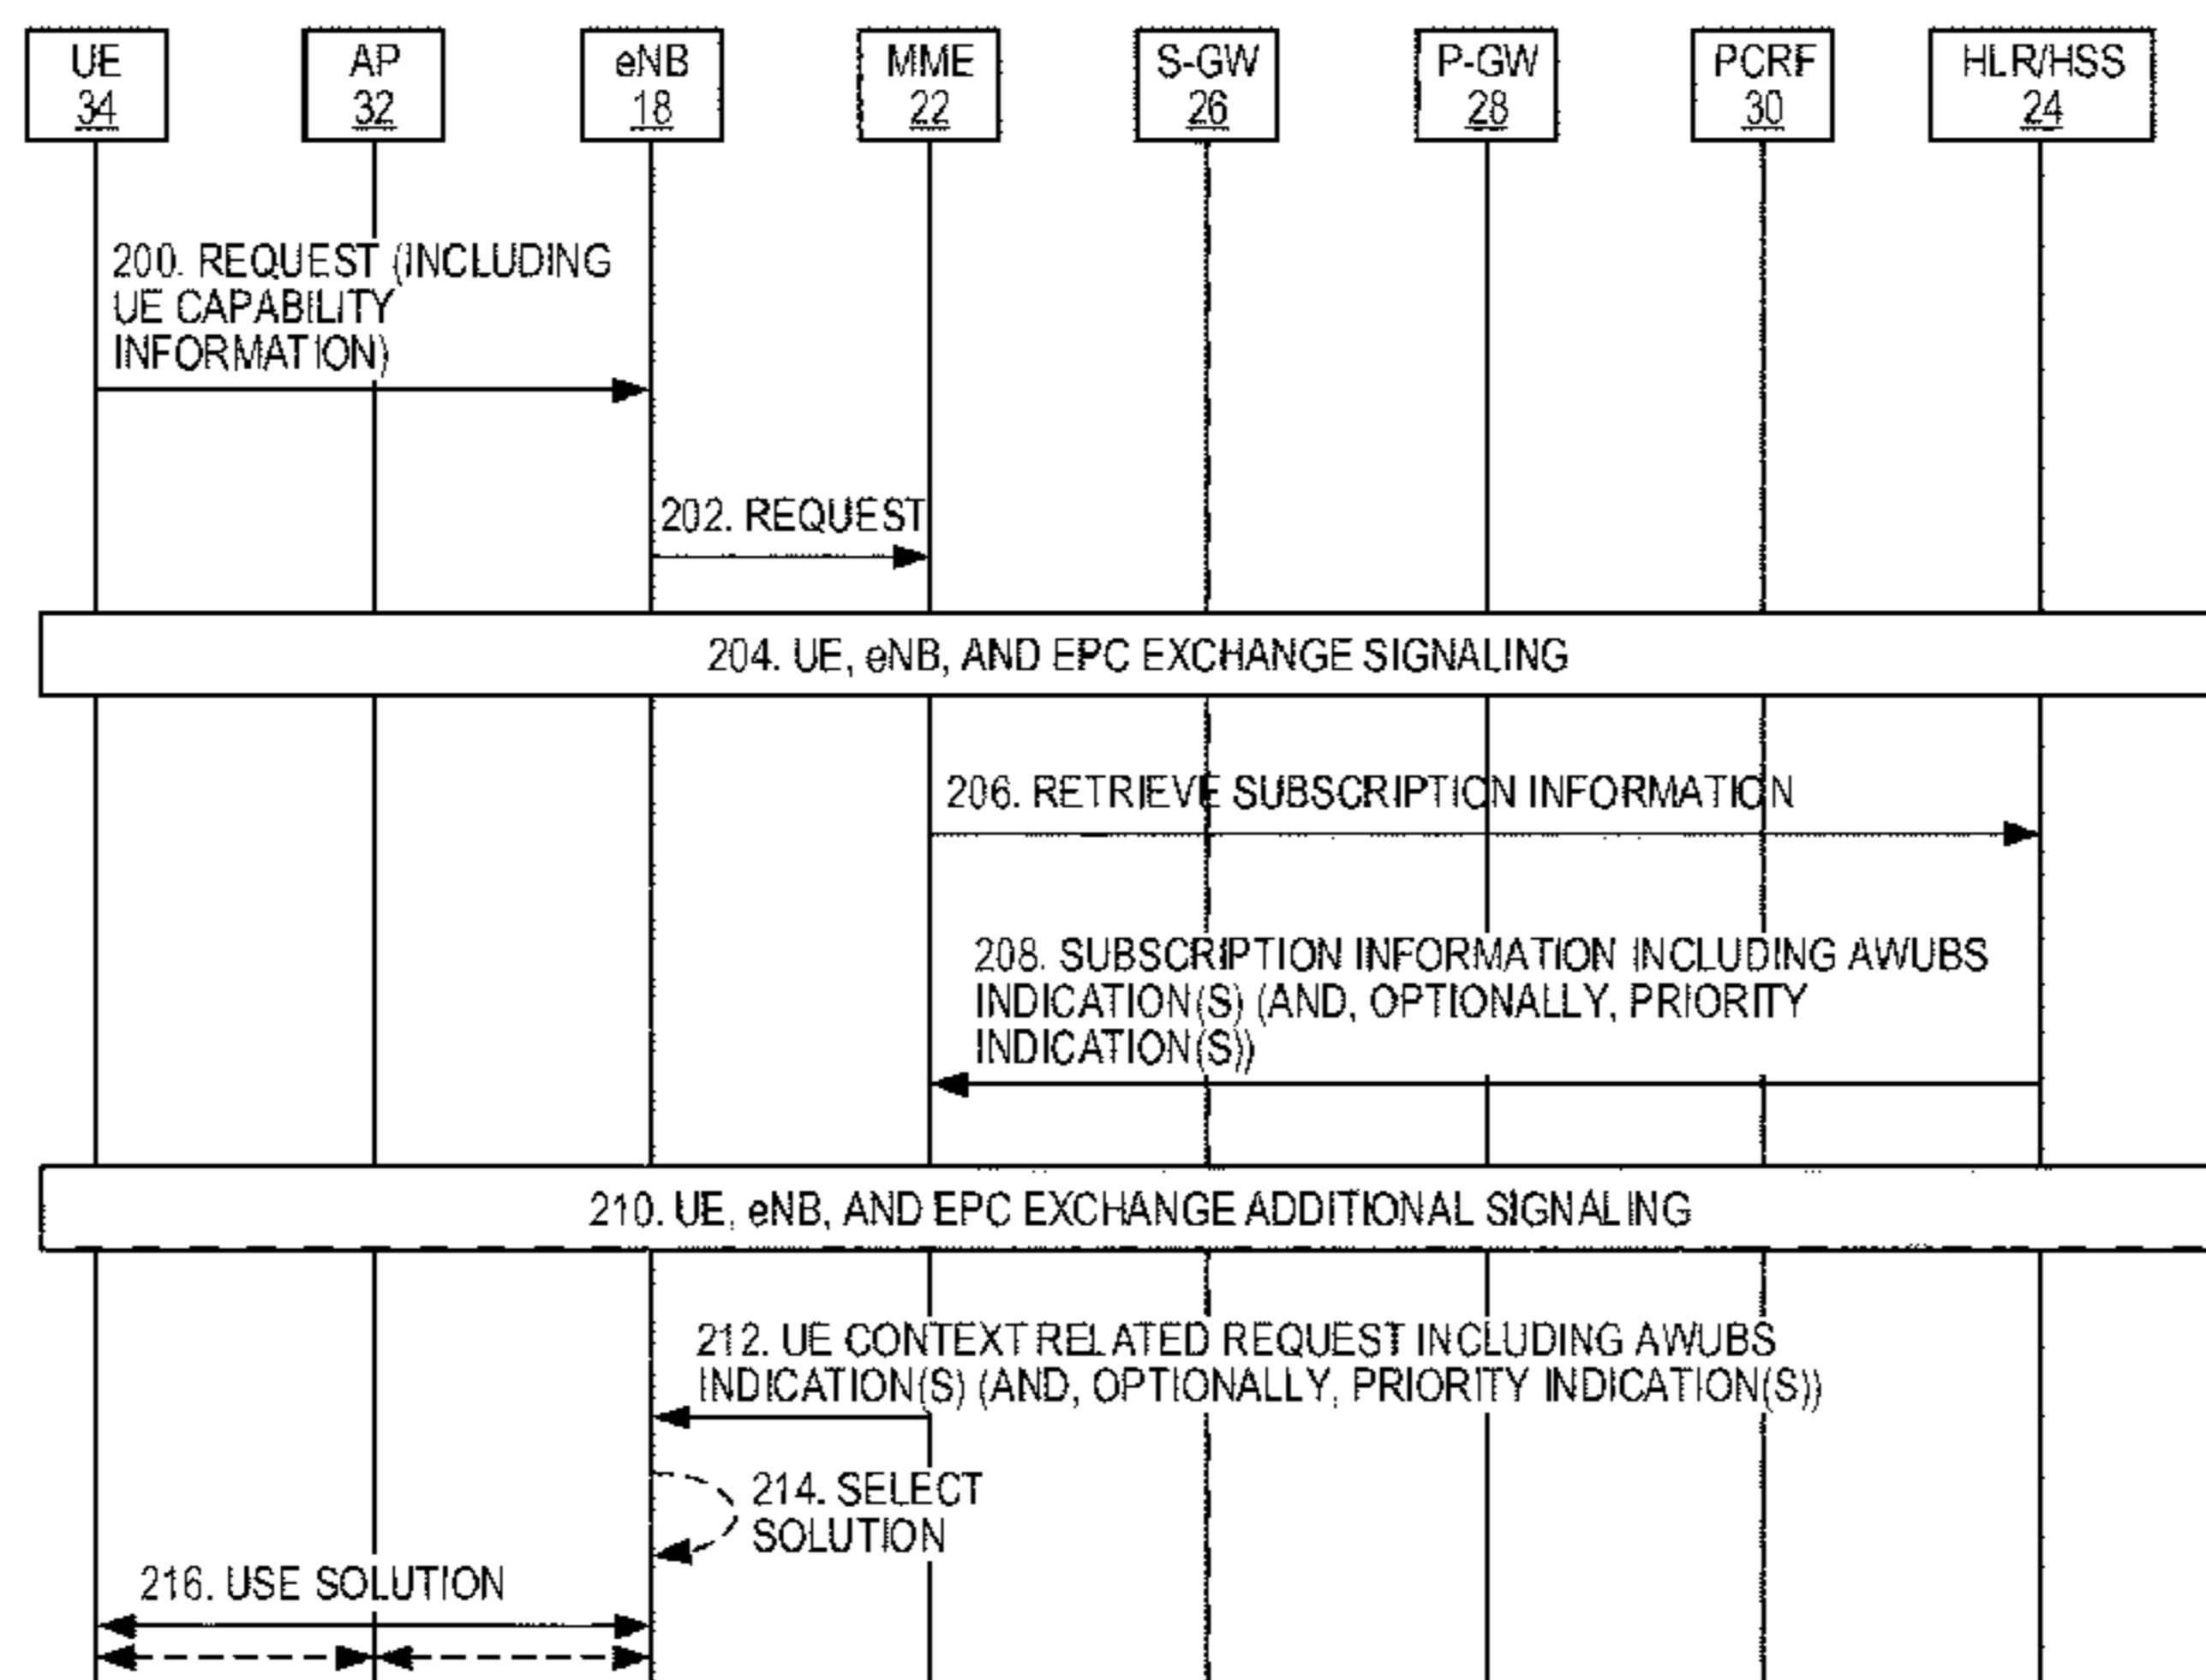 UE
34
AP
32
eNB
18
MME
22
S-GW
26
P-GW
28
PCRF
30
HLR/HSS
24
200. REQUEST (INCLUDING
UE CAPABILITY
INFORMATION)
202. REQUEST
204. UE, eNB, AND EPC EXCHANGE SIGNALING
206. RETRIEVE SUBSCRIPTION INFORMATION
208. SUBSCRIPTION INFORMATION INCLUDING AWUBS
INDICATION(S) (AND, OPTIONALLY, PRIORITY
INDICATION(S))
210. UE, eNB, AND EPC EXCHANGE ADDITIONAL SIGNALING
212. UE CONTEXT RELATED REQUEST INCLUDING AWUBS
INDICATION(S) (AND, OPTIONALLY, PRIORITY INDICATION(S))
214. SELECT
SOLUTION
216. USE SOLUTION